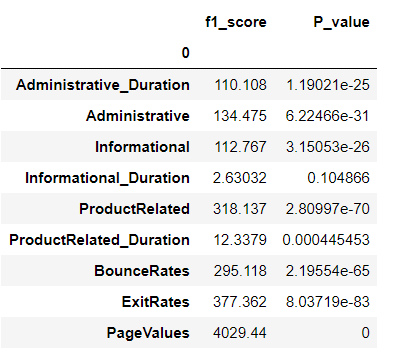 f1_score P_value
0
Administrative_Duration 110.108 1.19021e-25
Administrative 134.475 6.22466e-31
Informational 112.767 3.15053e-26
Informational_Duration 2.63032 0.104866
ProductRelated 318.137 2.80997e-70
ProductRelated_Duration 12.3379 0.000445453
BounceRates 295.118 2.19554e-65
ExitRates 377.362 8.03719e-83
PageValues 4029.44 0